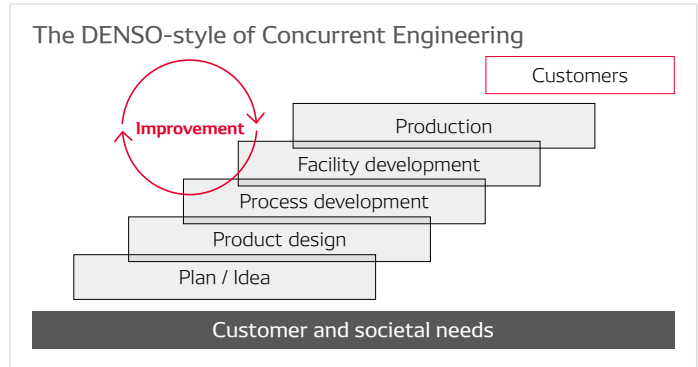 The DENSO-style of Concurrent Engineering
Customers
Improvement
Production
Facility development
Process development
Product design
Plan / Idea
Customer and societal needs